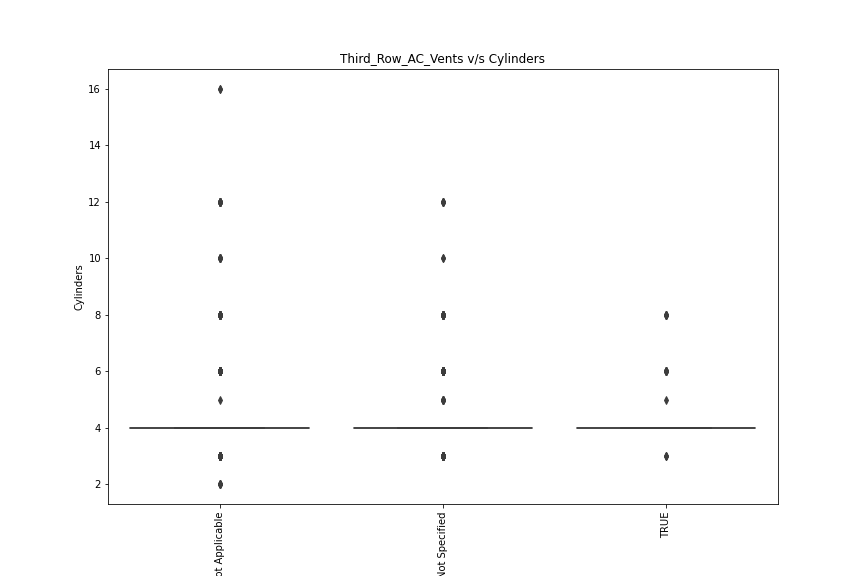 Third_Row_AC_Vents v/s Cylinders
16
14
12
10
8
6
4
2
Cylinders
ot Applicable
Not Specified
TRUE